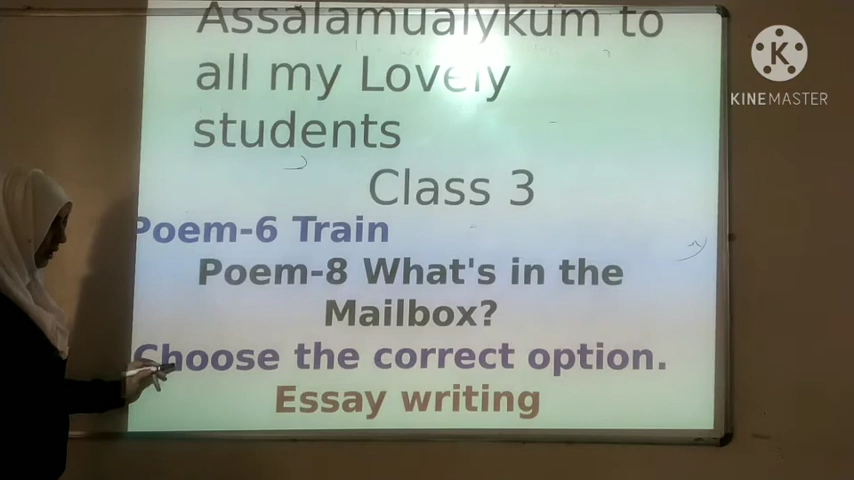 Assalamualykum to
all my Lovely
students
Class 3
Poem-6 Train
Poem-8 What's in the
Mailbox?
Choose the correct option.
Essay writing
K
KINEMASTER